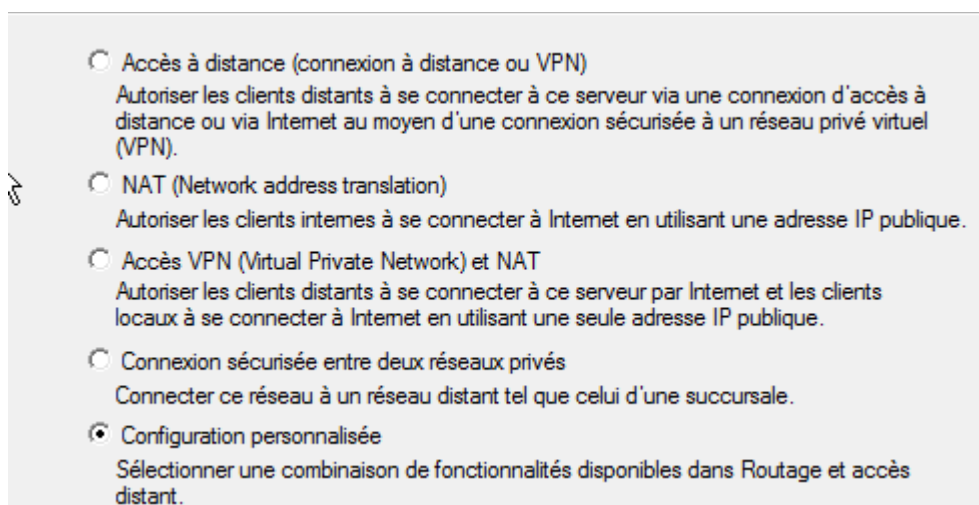 Accès à distance (connexion à distance ou VPN)
Autoriser les clients distants à se connecter à ce serveur via une connexion d'accès à
distance ou via Internet au moyen d'une connexion sécurisée à un réseau privé virtuel
(VPN).
NAT (Network address translation)
Autoriser les clients internes à se connecter à Internet en utilisant une adresse IP publique.
Accès VPN (Virtual Private Network) et NAT
Autoriser les clients distants à se connecter à ce serveur par Internet et les clients
locaux à se connecter à Internet en utilisant une seule adresse IP publique.
Connexion sécurisée entre deux réseaux privés
Connecter ce réseau à un réseau distant tel que celui d'une succursale.
Configuration personnalisée
Sélectionner une combinaison de fonctionnalités disponibles dans Routage et accès
distant.